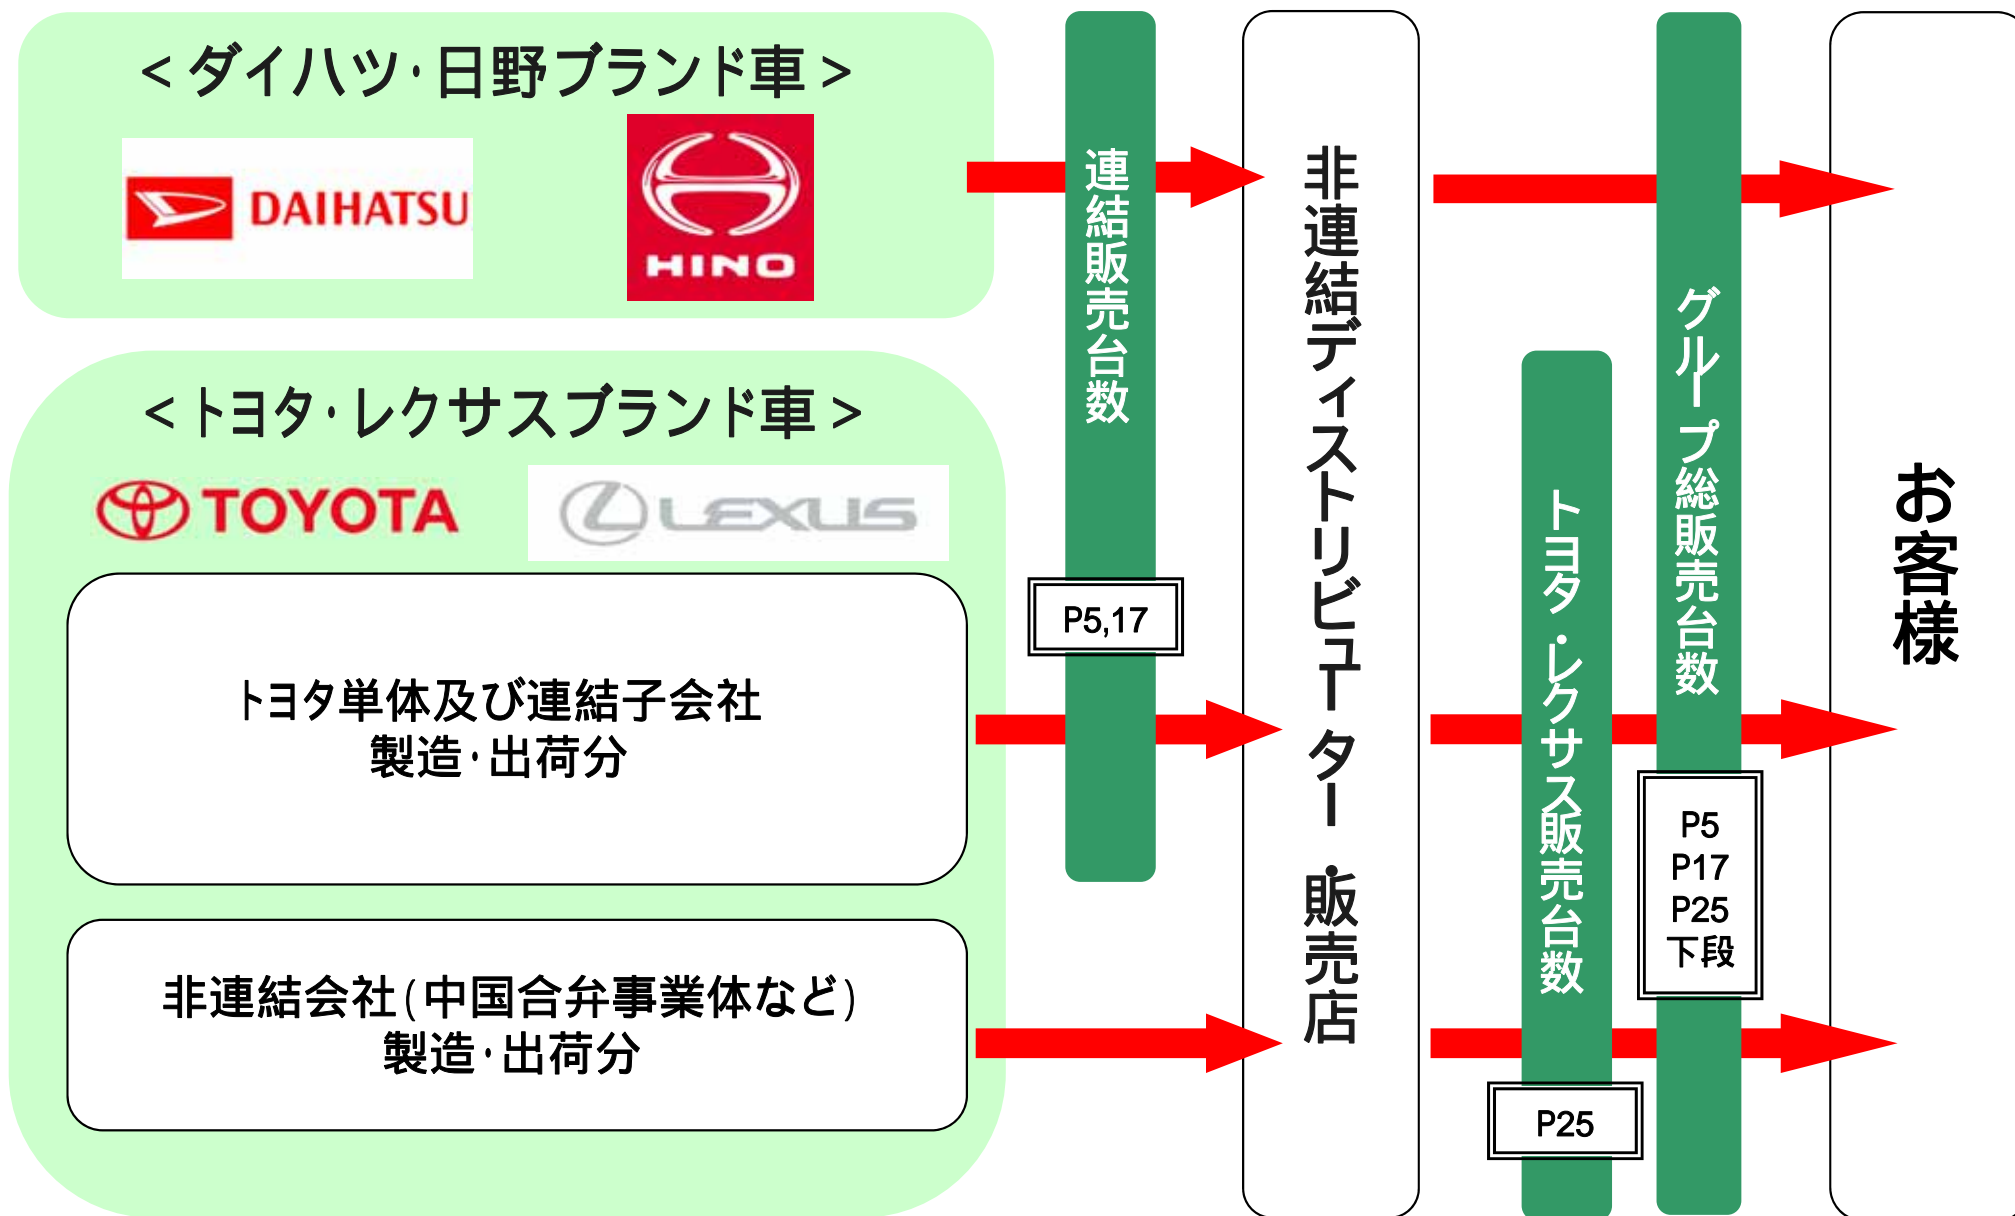 <ダイハツ・日野ブランド車>
DAIHATSU
HINO
<トヨタ・レクサスブランド車>
TOYOTA
LEXUS
トヨタ単体及び連結子会社
製造・出荷分
非連結会社(中国合弁事業体など)
製造・出荷分
連結販売台数
P5,17
非連結ディストリビューター・販売店
トヨタ・レクサス販売台数
P25
グループ総販売台数
P5
P17
P25
下段
お客様